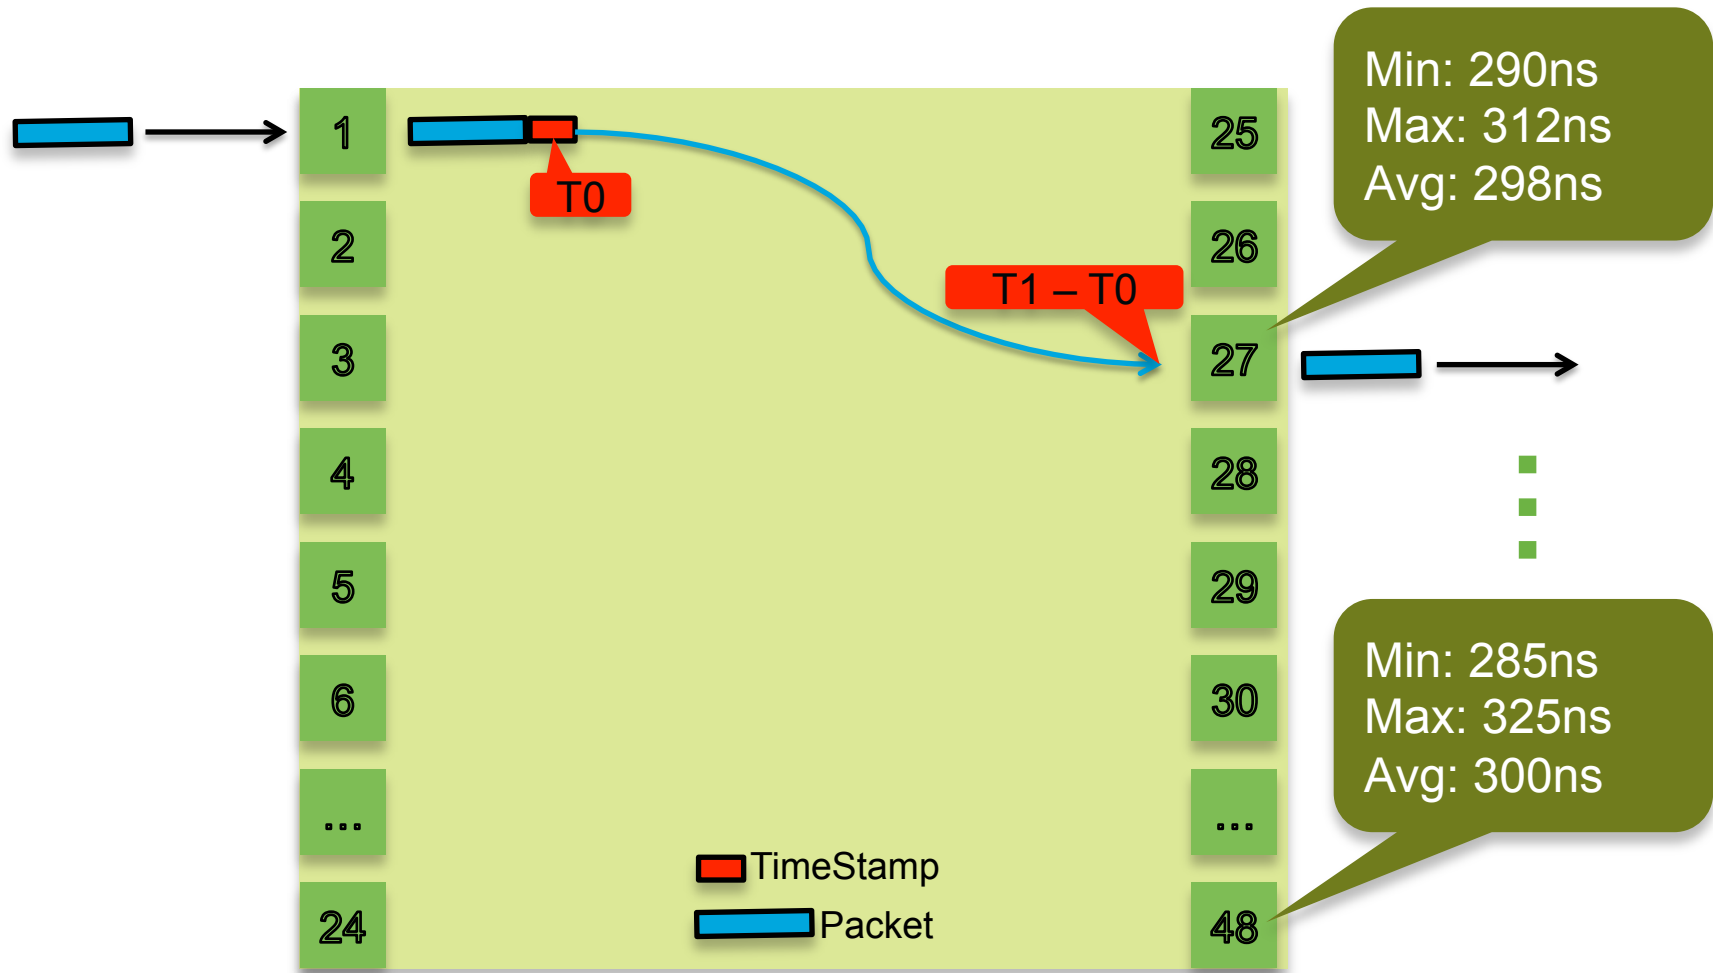 Min: 290ns
Max: 312ns
Avg: 298ns
1
25
T0
2
26
T1 – T0
3
27
4
28
5
29
Min: 285ns
Max: 325ns
Avg: 300ns
6
30
...
...
TimeStamp
Packet
24
48